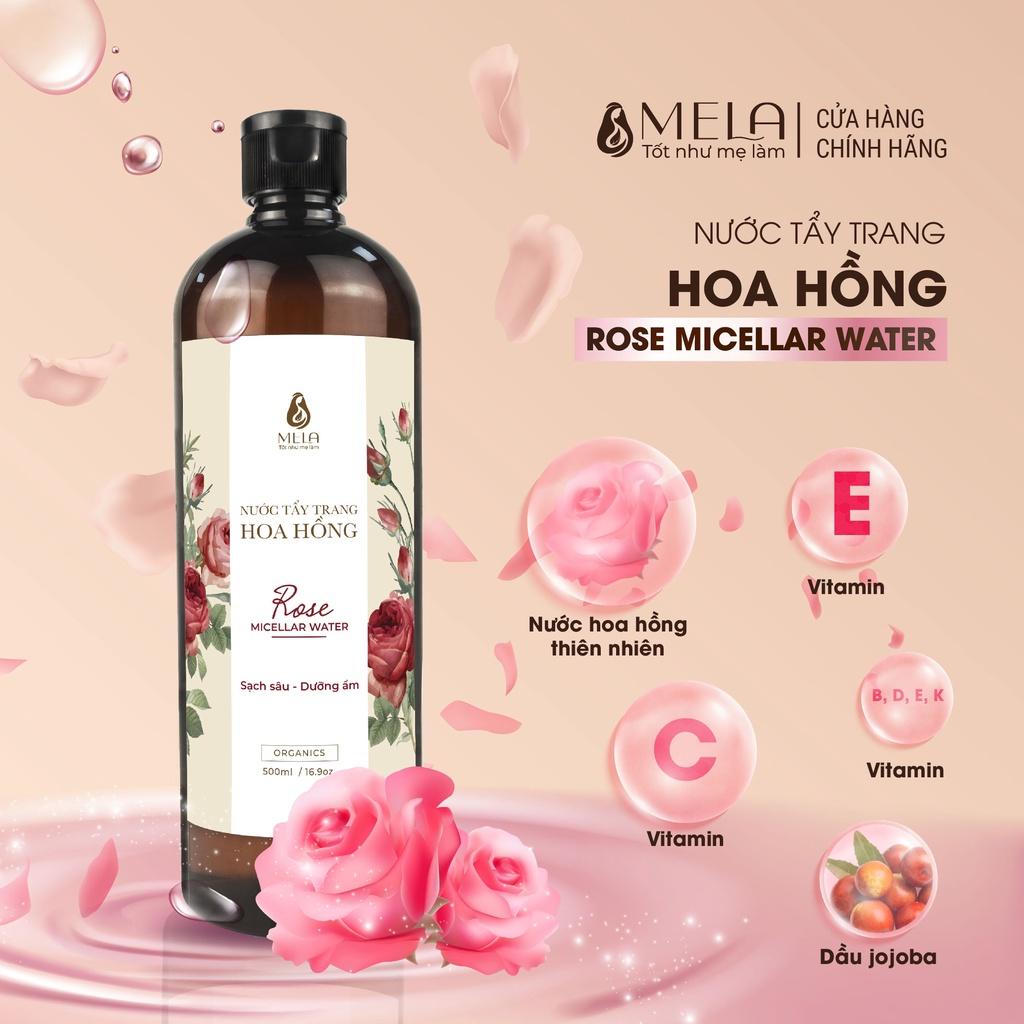 MELA
Tốt như mẹ làm
CỬA HÀNG
CHÍNH HÃNG
NƯỚC TẨY TRANG
HOA HỒNG
ROSE MICELLAR WATER
MELA
Tốt như mẹ làm
NƯỚC TẨY TRANG
HOA HỒNG
Rose
MICELLAR WATER
Sạch sâu - Dưỡng ẩm
ORGANICS
500ml / 16.9oz
Nước hoa hồng
thiên nhiên
E
Vitamin
B, D, E, K
Vitamin
C
Vitamin
Dầu jojoba